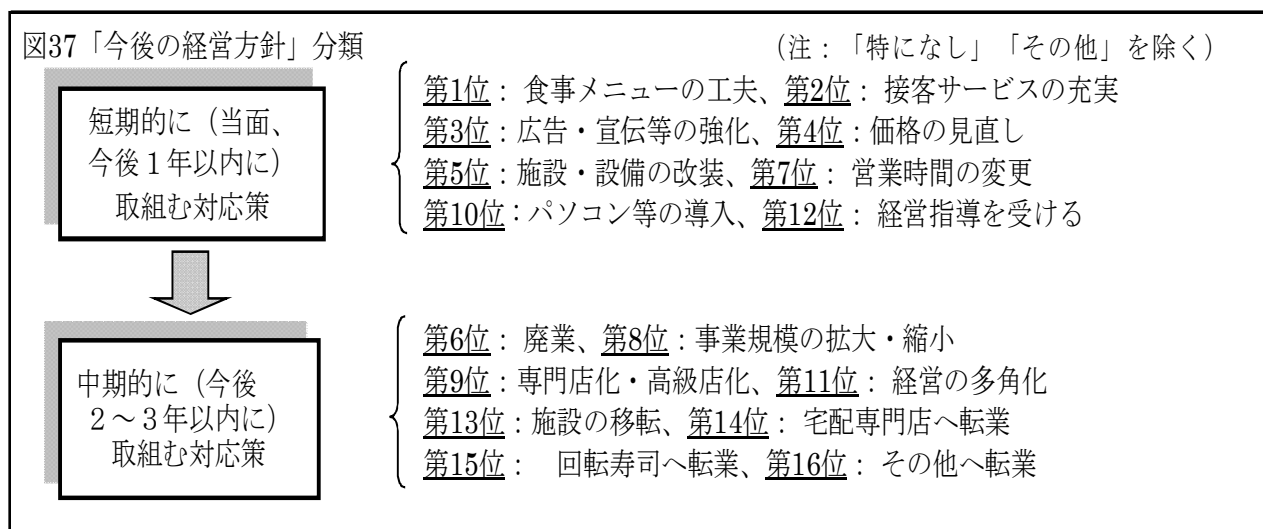 図37「今後の経営方針」分類 (注：「特になし」「その他」を除く)
短期的に（当面、
今後１年以内に）
取組む対応策
第1位： 食事メニューの工夫、第2位： 接客サービスの充実
第3位：広告・宣伝等の強化、第4位：価格の見直し
第5位：施設・設備の改装、第7位： 営業時間の変更
第10位：パソコン等の導入、第12位： 経営指導を受ける
中期的に（今後
２～３年以内に）
取組む対応策
第6位： 廃業、第8位：事業規模の拡大・縮小
第9位：専門店化・高級店化、第11位： 経営の多角化
第13位：施設の移転、第14位： 宅配専門店へ転業
第15位：　回転寿司へ転業、第16位： その他へ転業